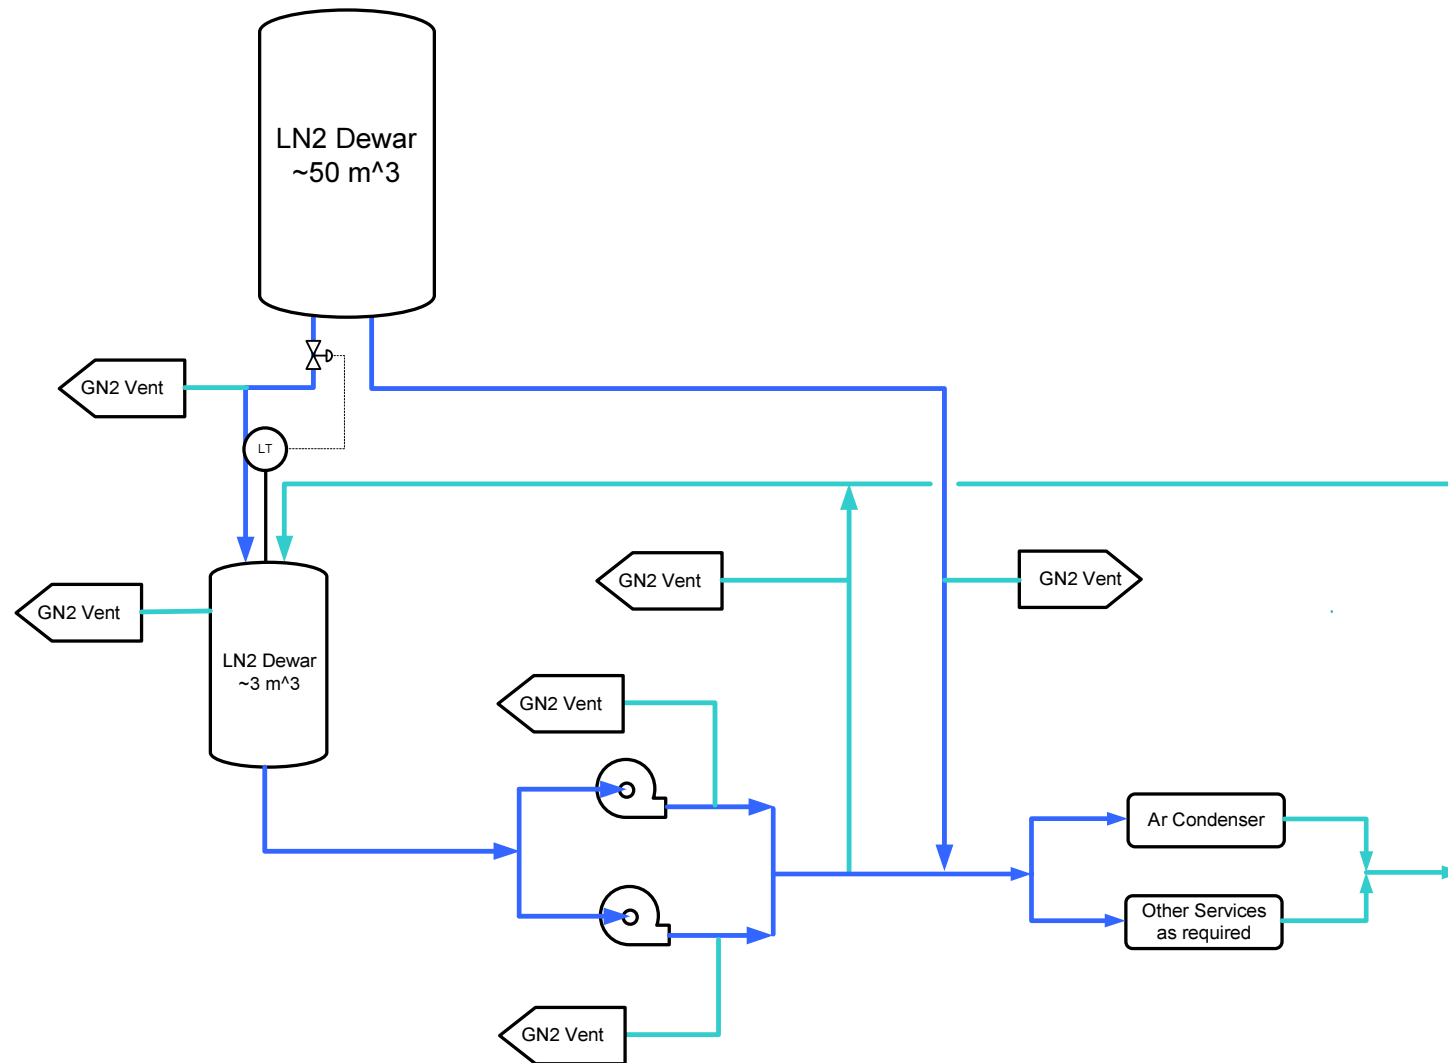 LN2 Dewar
~50 m^3
GN2 Vent
LT
GN2 Vent
GN2 Vent
GN2 Vent
LN2 Dewar
~3 m^3
GN2 Vent
Ar Condenser
Other Services
as required
GN2 Vent